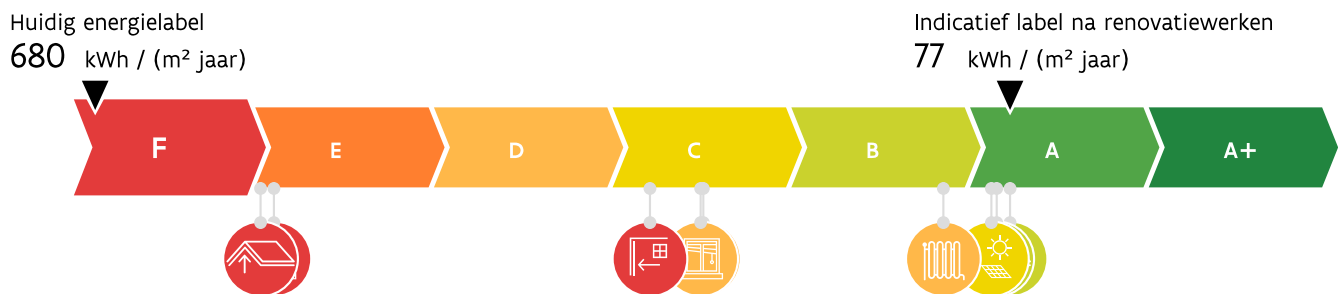 Huidig energielabel
680 kWh / (m² jaar)
Indicatief label na renovatiewerken
77 kWh / (m² jaar)
F E D C B A A+